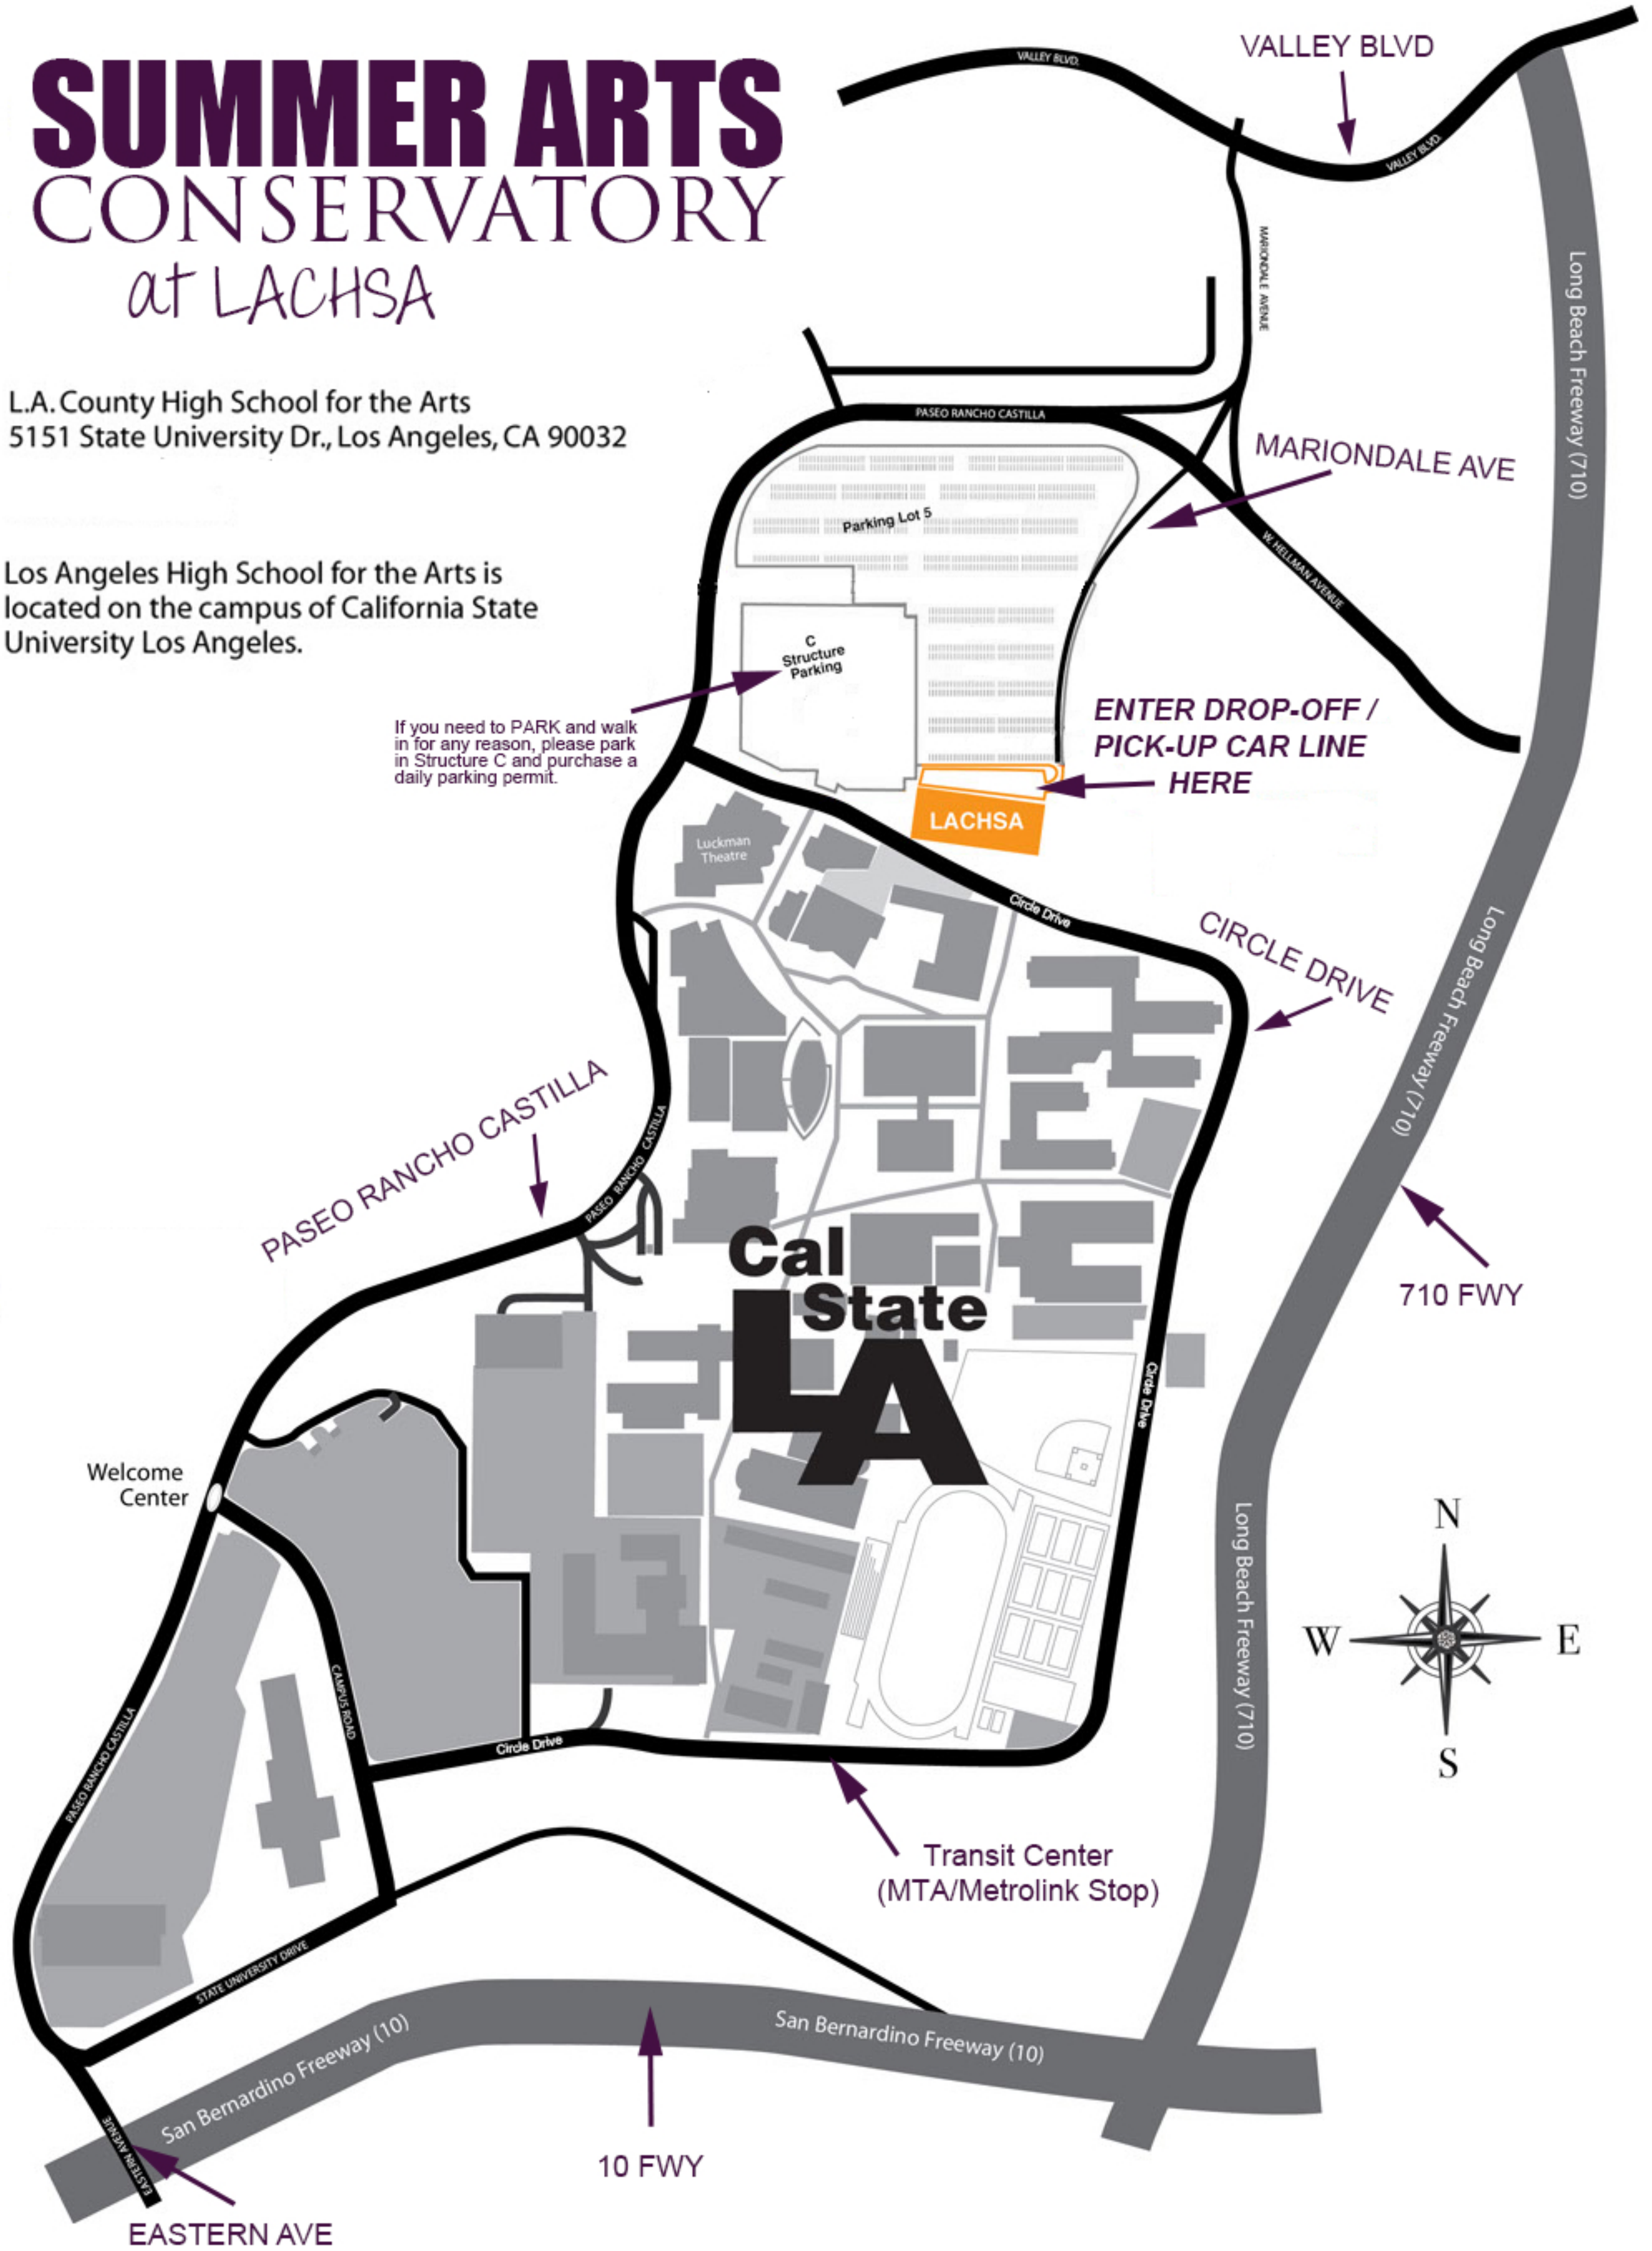 SUMMER ARTS
CONSERVATORY
at LACHSA
L.A. County High School for the Arts
5151 State University Dr., Los Angeles, CA 90032
Los Angeles High School for the Arts is
located on the campus of California State
University Los Angeles.
VALLEY BLVD.
VALLEY BLVD
VALLEY BLVD.
MARIONDALE AVENUE
Long Beach Freeway (710)
PASEO RANCHO CASTILLA
MARIONDALE AVE
Parking Lot 5
W. HELLMAN AVENUE
C
Structure
Parking
If you need to PARK and walk
in for any reason, please park
in Structure C and purchase a
daily parking permit.
ENTER DROP-OFF /
PICK-UP CAR LINE
HERE
LACHSA
Luckman
Theatre
Circle Drive
CIRCLE DRIVE
Long Beach Freeway (710)
PASEO RANCHO CASTILLA
PASEO RANCHO CASTILLA
Cal
State
LA
710 FWY
Circle Drive
Welcome
Center
Long Beach Freeway (710)
N
W
E
S
CAMPUS ROAD
PASEO RANCHO CASTILLA
Circle Drive
Transit Center
(MTA/Metrolink Stop)
STATE UNIVERSITY DRIVE
San Bernardino Freeway (10)
San Bernardino Freeway (10)
EASTERN AVENUE
10 FWY
EASTERN AVE